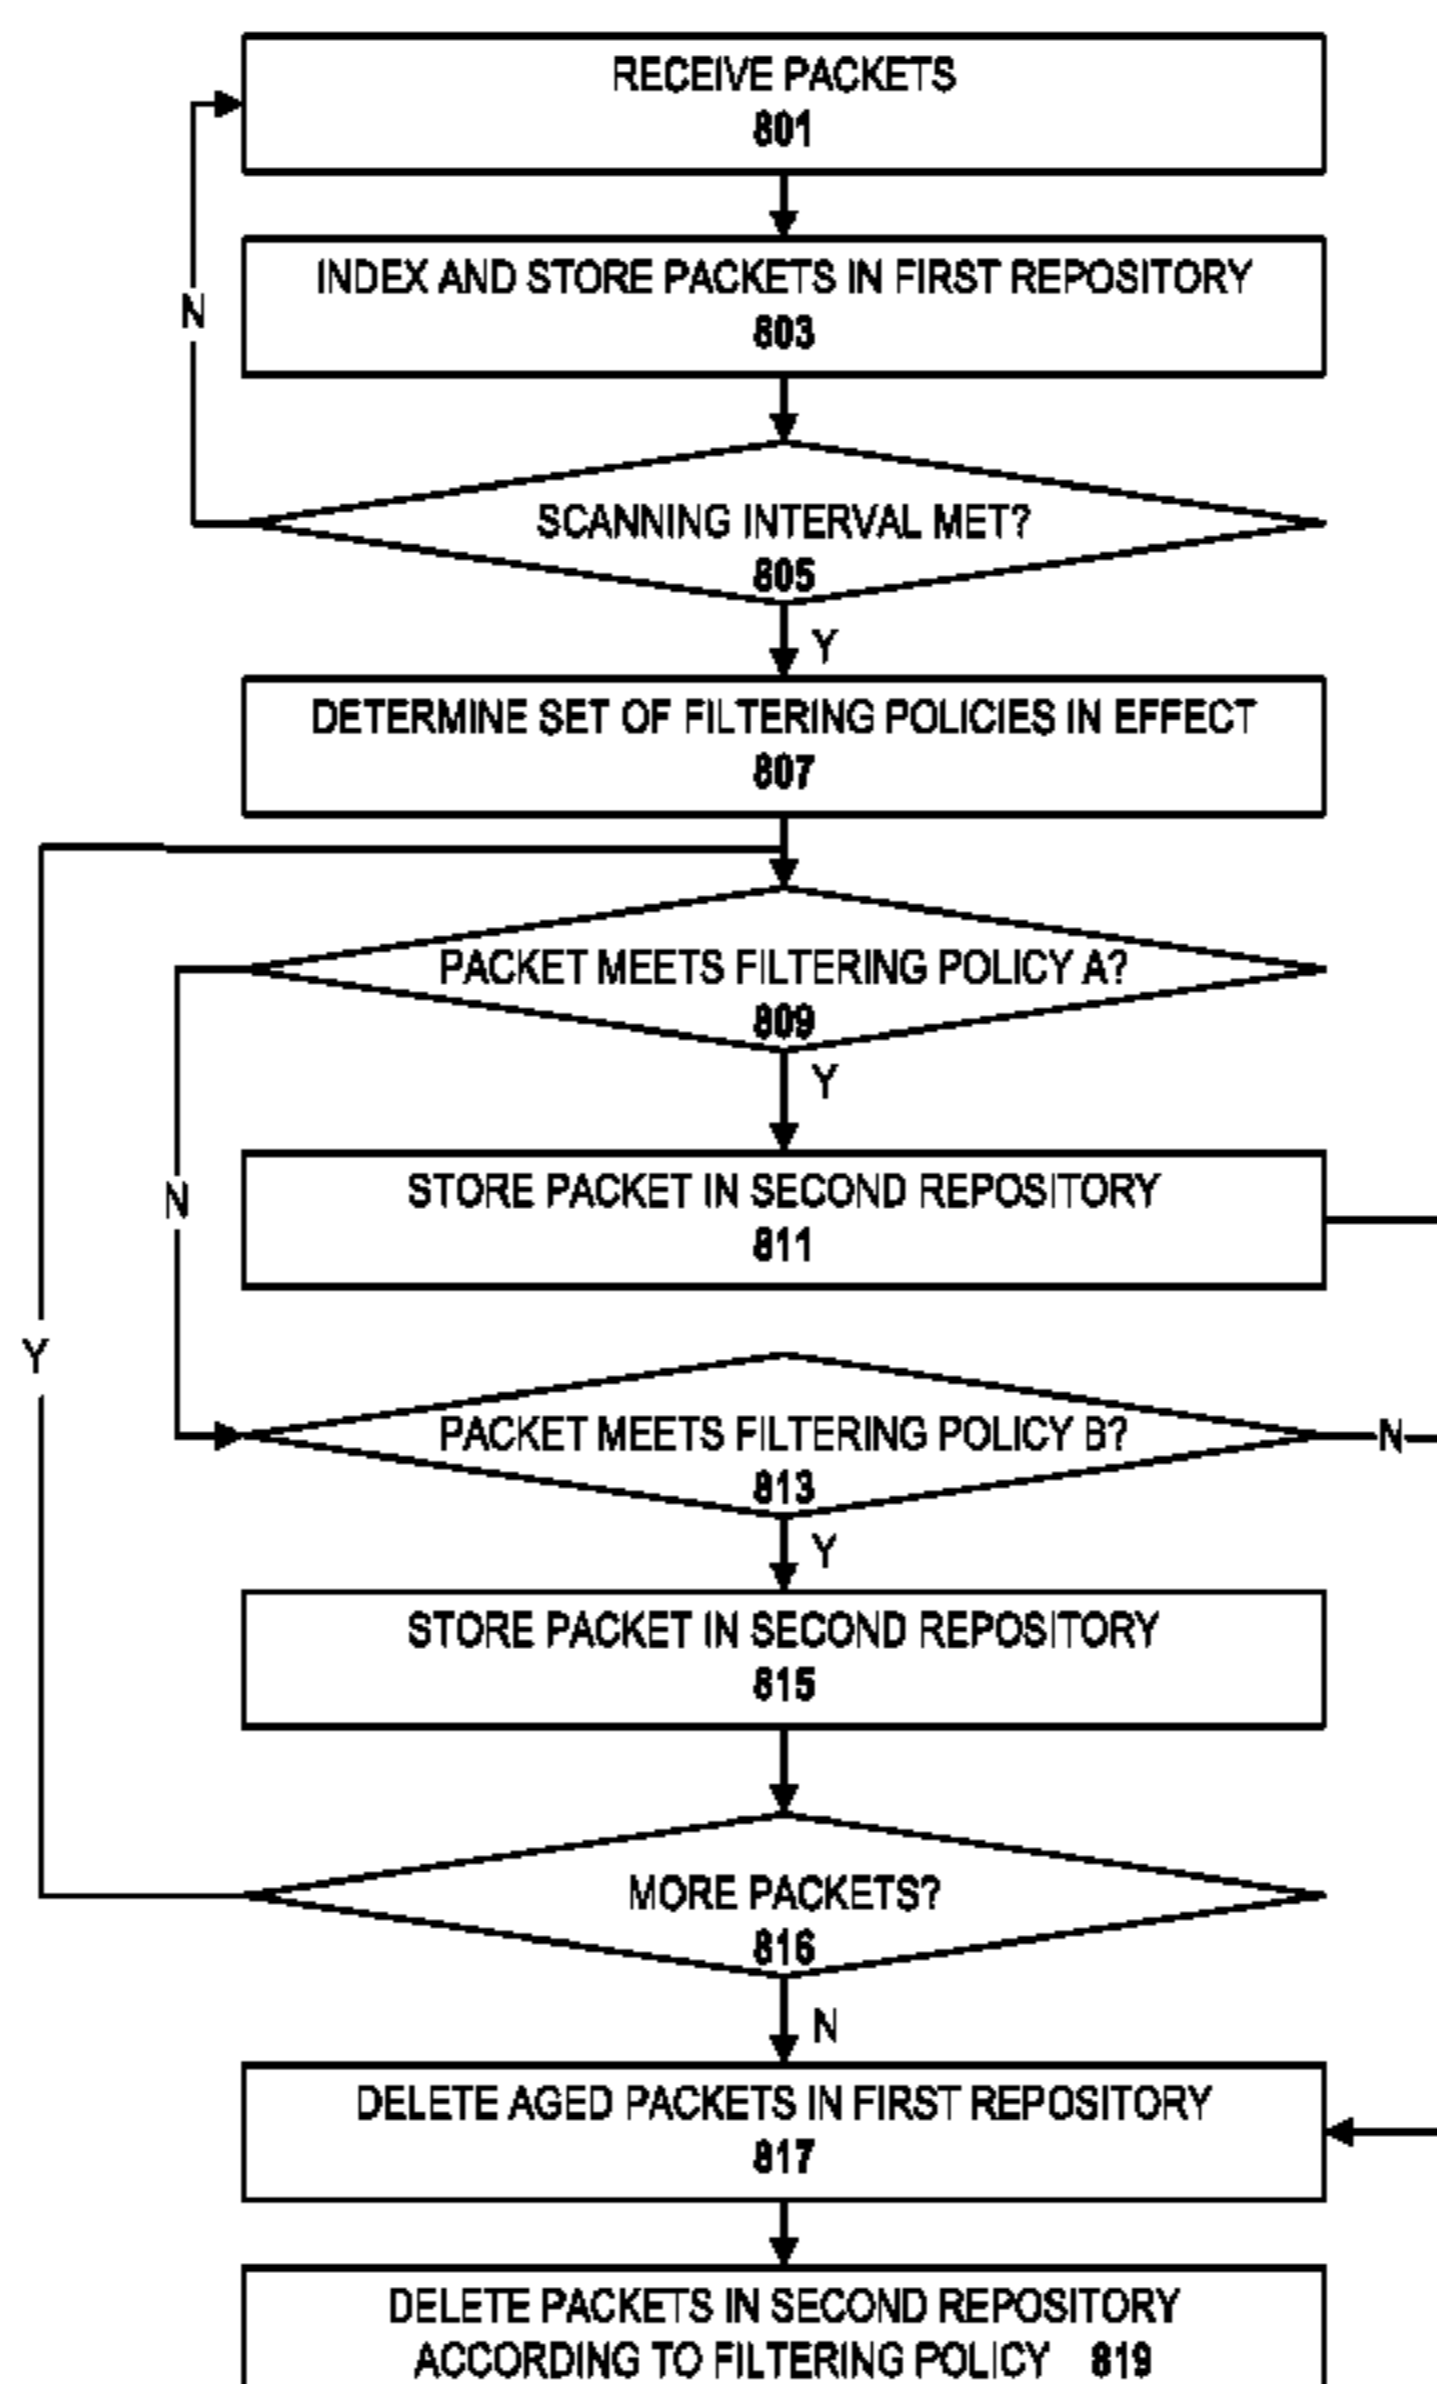 RECEIVE PACKETS
801
INDEX AND STORE PACKETS IN FIRST REPOSITORY
803
N
SCANNING INTERVAL MET?
805
Y
DETERMINE SET OF FILTERING POLICIES IN EFFECT
807
PACKET MEETS FILTERING POLICY A?
809
Y
STORE PACKET IN SECOND REPOSITORY
811
N
Y
PACKET MEETS FILTERING POLICY B?
813
N
Y
STORE PACKET IN SECOND REPOSITORY
815
MORE PACKETS?
816
N
DELETE AGED PACKETS IN FIRST REPOSITORY
817
DELETE PACKETS IN SECOND REPOSITORY
ACCORDING TO FILTERING POLICY 819